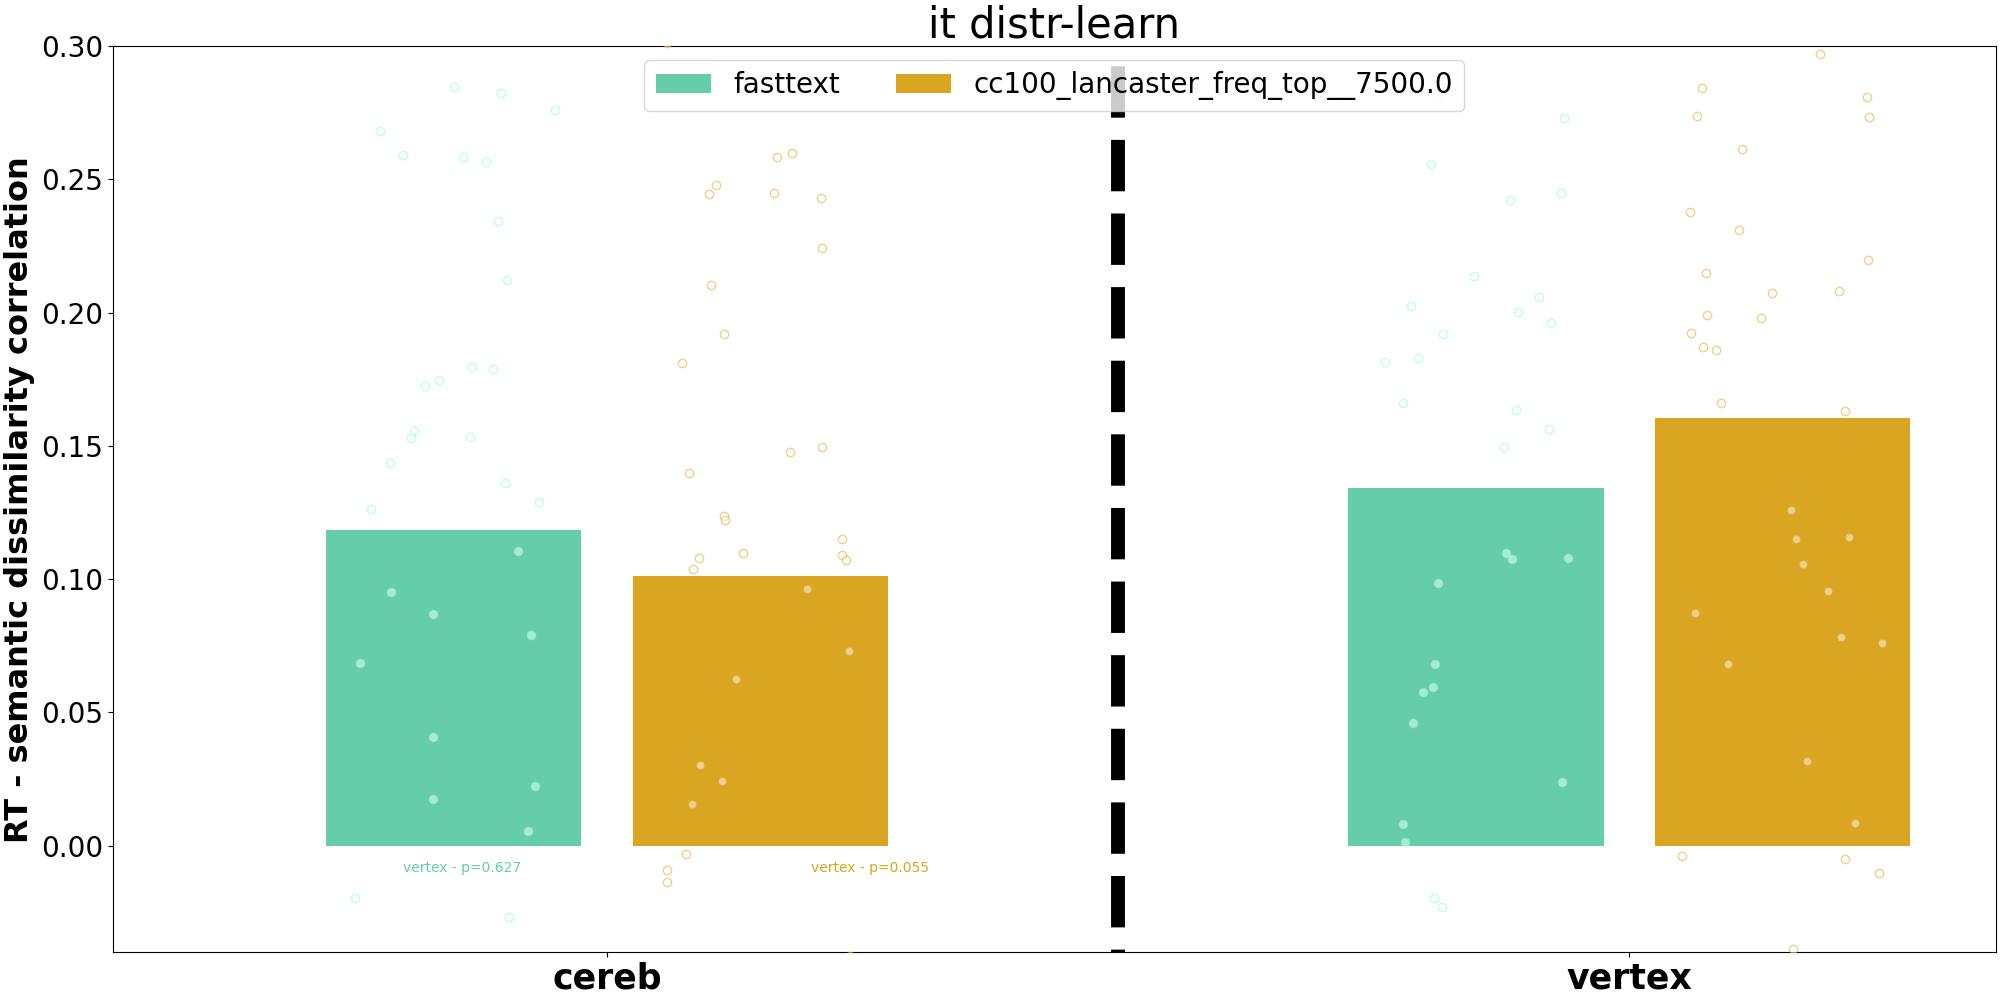 it distr-learn
fasttext
cc100_lancaster_freq_top__7500.0
RT - semantic dissimilarity correlation
0.30
0.25
0.20
0.15
0.10
0.05
0.00
vertex - p=0.627
vertex - p=0.055
cereb
vertex